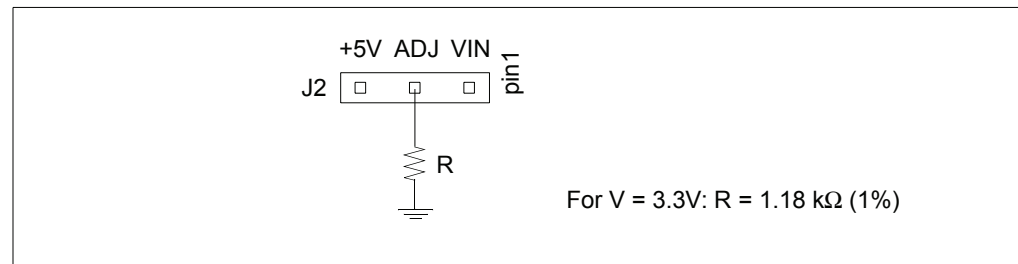 +5V ADJ VIN
pin1
J2
R
For V = 3.3V: R = 1.18 kΩ (1%)